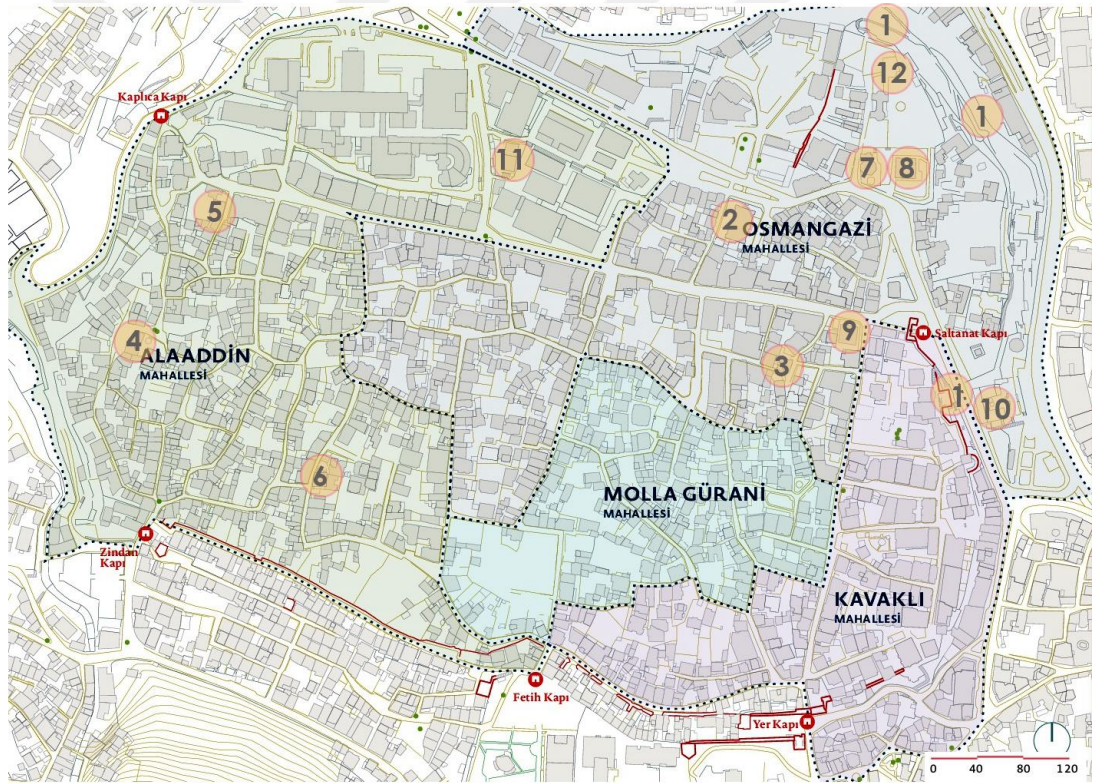 1
12
Kaplıca Kapı
1
11
7
8
5
2
OSMANGAZİ
MAHALLESİ
4
ALAADDİN
MAHALLESİ
9
Saltanat Kapı
3
1
10
6
MOLLA GÜRANİ
MAHALLESİ
Zindan
Kapı
KAVAKLI
MAHALLESİ
Fetih Kapı
Yer Kapı
0 40 80 120